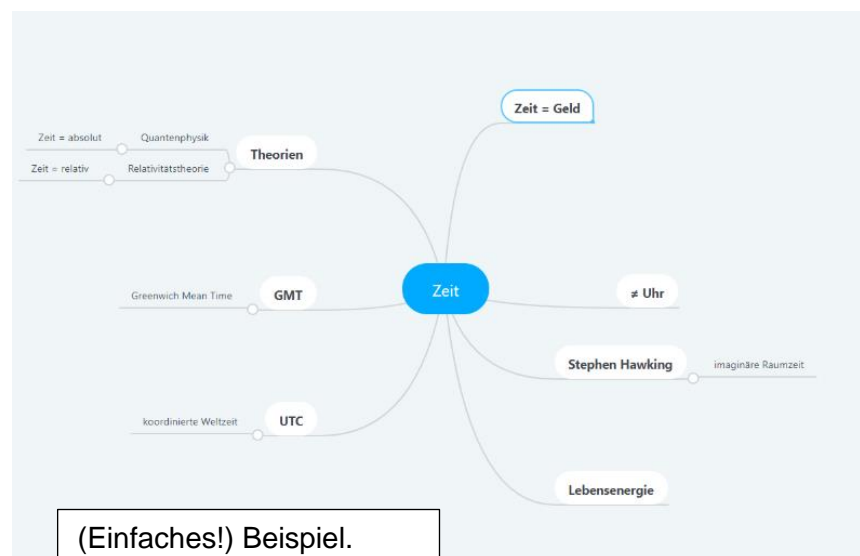 Zeit = Geld
Zeit = absolut Quantenphysik
Theorien
Zeit = relativ Relativitätstheorie
Zeit
Greenwich Mean Time GMT
≠ Uhr
Stephen Hawking imaginäre Raumzeit
koordinierte Weltzeit UTC
Lebensenergie
(Einfaches!) Beispiel.